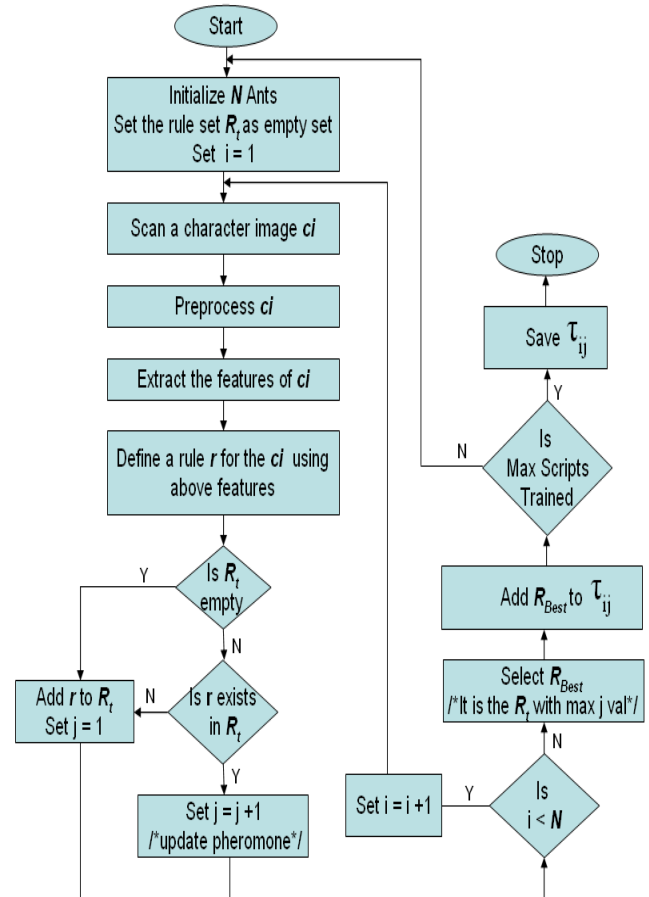 Start
Initialize N Ants
Set the rule set Rt as empty set
Set i = 1
Scan a character image ci
Preprocess ci
Extract the features of ci
Define a rule r for the ci using
above features
Is Rt
empty
Y
N
Is r exists
in Rt
N
Y
Add r to Rt
Set j = 1
Set j = j +1
/*update pheromone*/
Is
i < N
Y
N
Set i = i +1
Select RBest
/*It is the Rt with max j val*/
Add RBest to τij
Is
Max Scripts
Trained
N
Y
Save τij
Stop